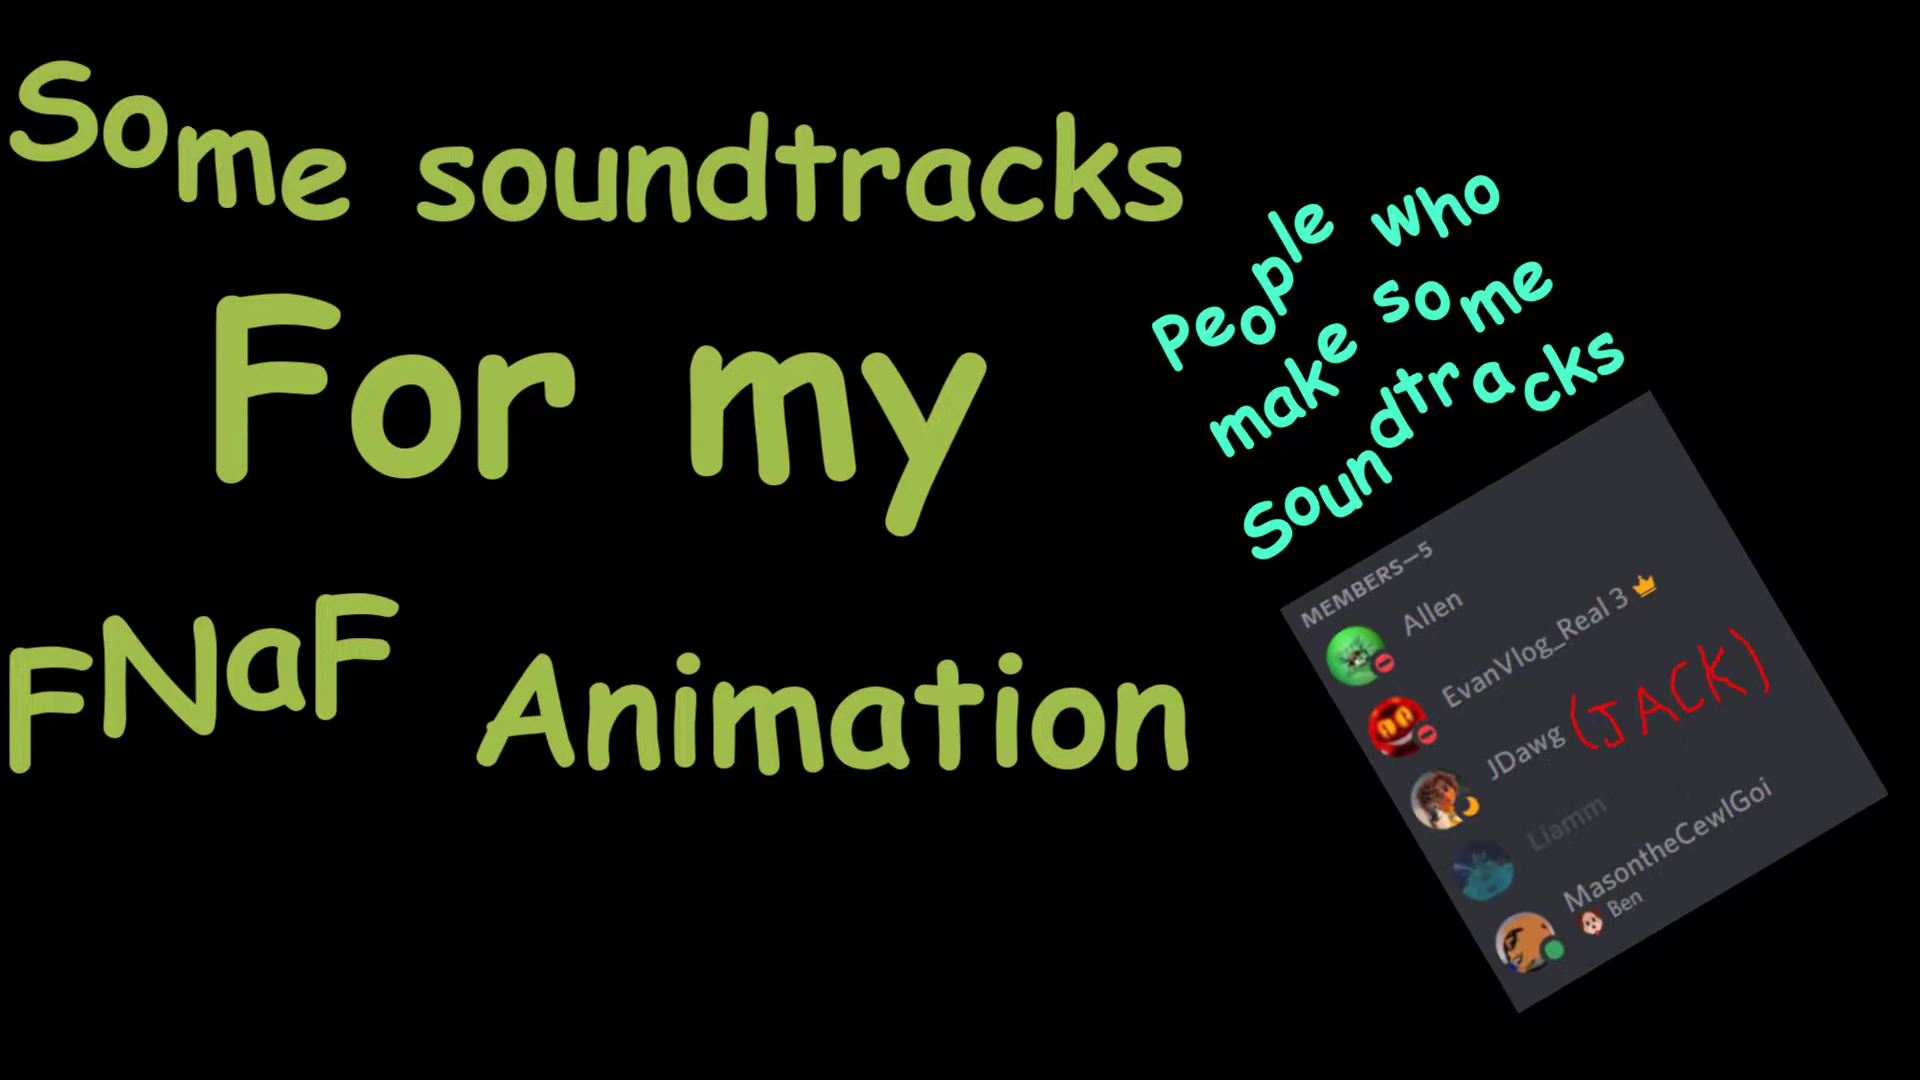 Some soundtracks
For my
FNaF Animation
People who
make some
Soundtracks
MEMBERS—5
Allen
EvanVlog_Real 3
JDawg (JACK)
Liamm
MasontheCewlGoi
Ben